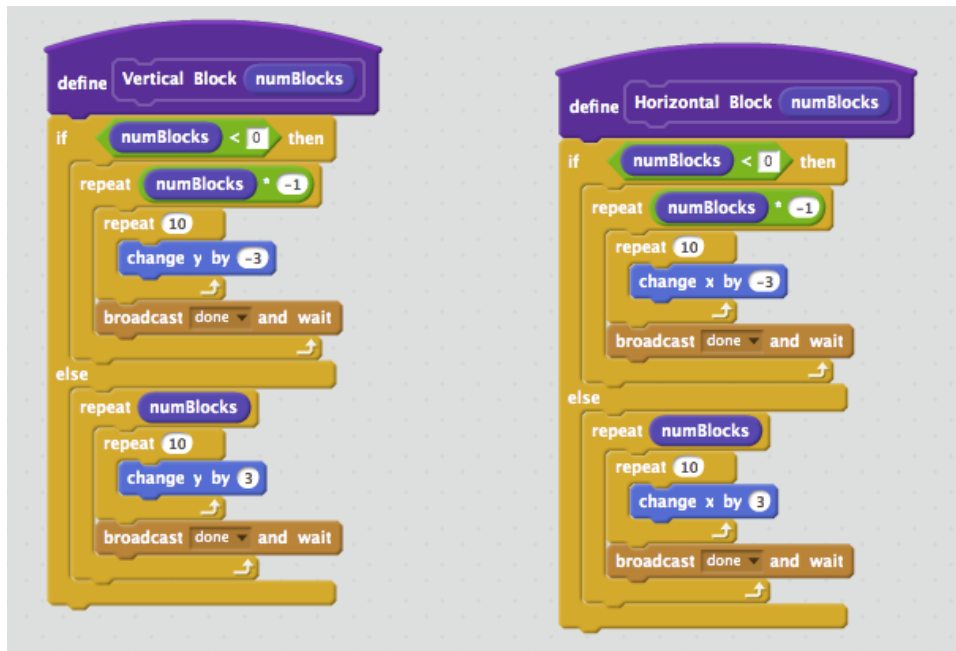 define Vertical Block numBlocks
if numBlocks < 0 then
repeat numBlocks * -1
repeat 10
change y by -3
broadcast done and wait
else
repeat numBlocks
repeat 10
change y by 3
broadcast done and wait
define Horizontal Block numBlocks
if numBlocks < 0 then
repeat numBlocks * -1
repeat 10
change x by -3
broadcast done and wait
else
repeat numBlocks
repeat 10
change x by 3
broadcast done and wait